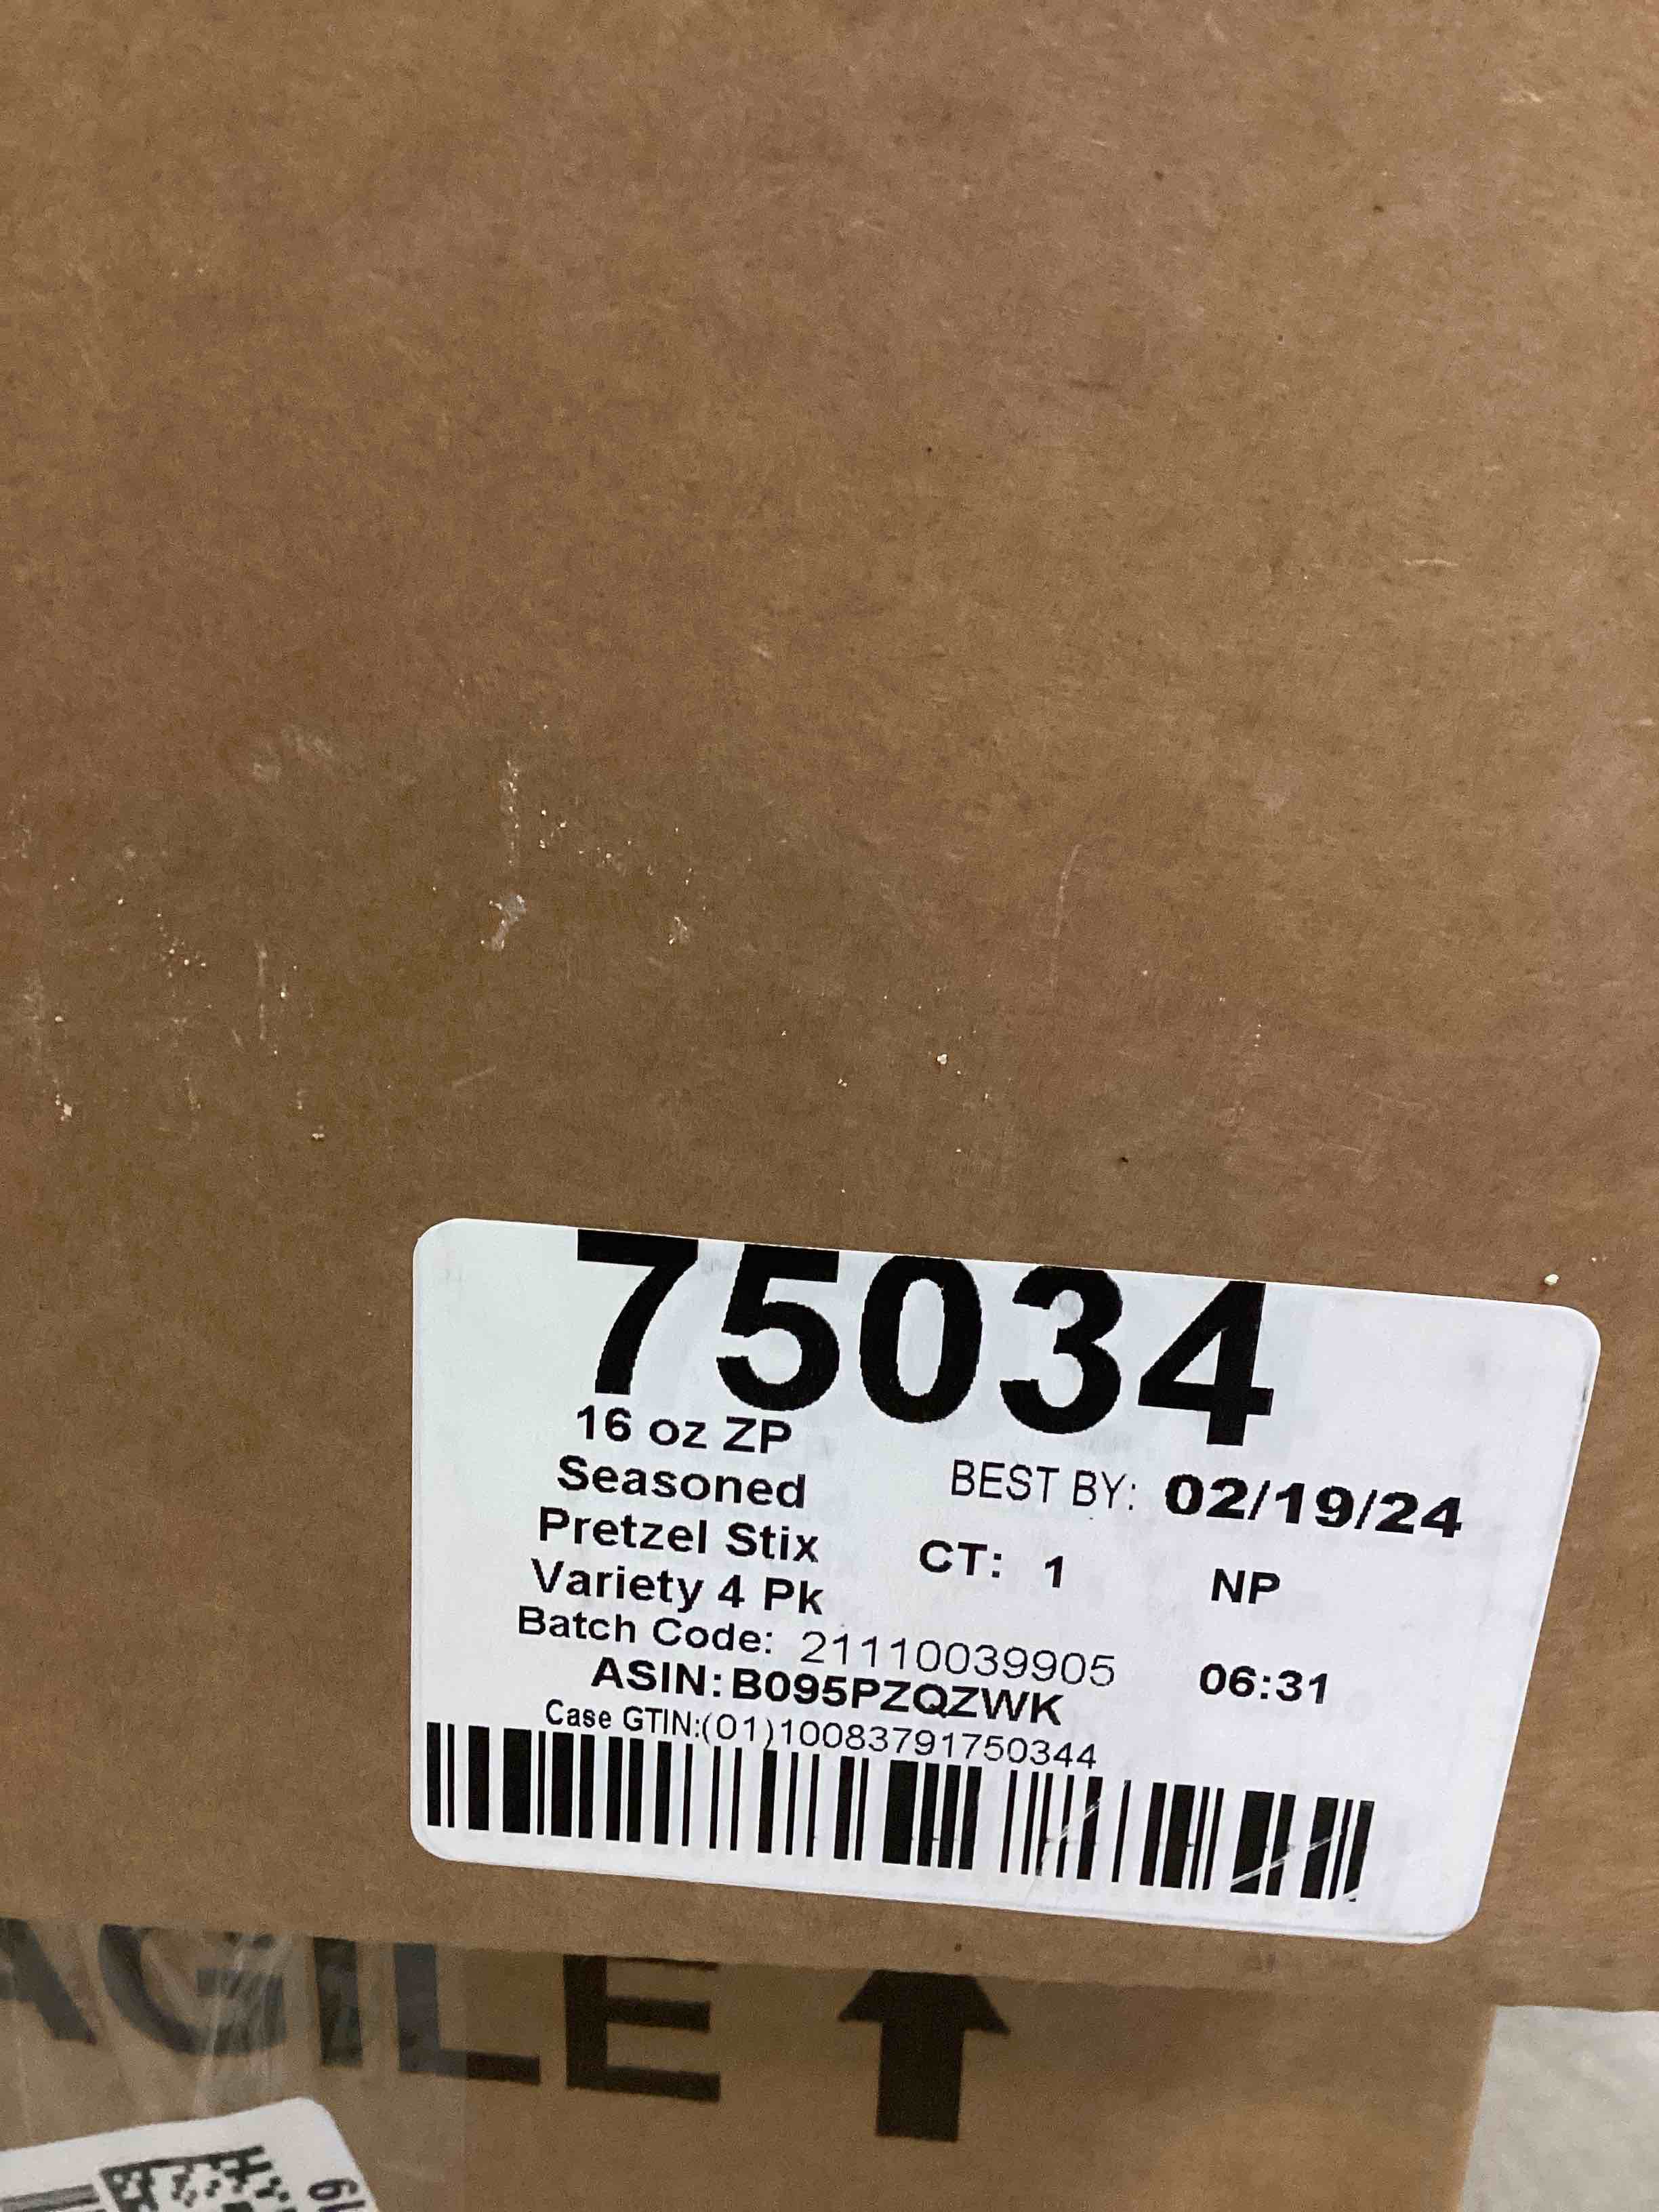 75034
16 oz ZP
Seasoned
Pretzel Stix
Variety 4 Pk
BEST BY: 02/19/24
CT: 1 NP
Batch Code: 21110039905 06:31
ASIN: B095PZQZWK
Case GTIN:(01)10083791750344
AGILE